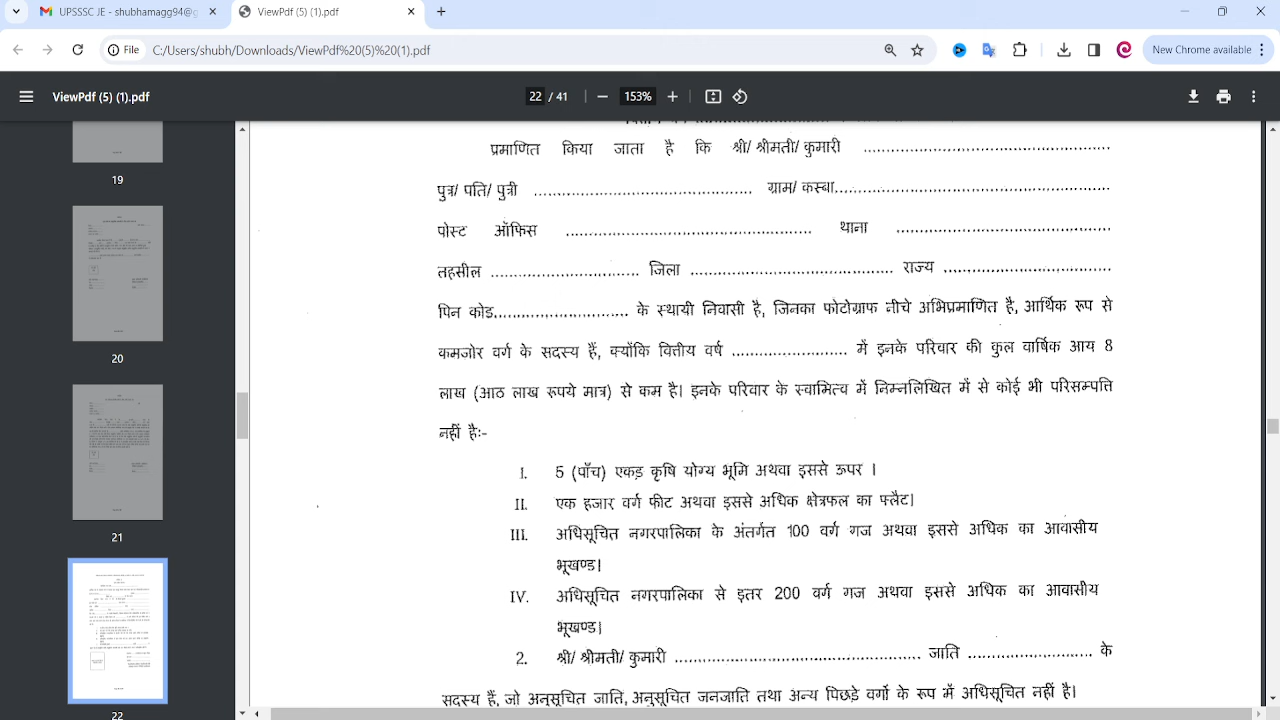 UPSSSC JE - shubhamagg94@g
ViewPdf (5) (1).pdf
File C:/Users/shubh/Downloads/ViewPdf%20(5)%20(1).pdf
New Chrome available
ViewPdf (5) (1).pdf
22 / 41
153%
19
20
21
22
प्रमाणित किया जाता है कि श्री/ श्रीमती/ कुमारी ................................................
पुत्र/ पति/ पुत्री ........................................... ग्राम/ कस्बा......................................................
पोस्ट ऑफिस ................................................ थाना ..........................................
तहसील ............................. जिला ........................................ राज्य .................................
पिन कोड........................... के स्थायी निवासी है, जिनका फोटोग्राफ नीचे अभिप्रमाणित है, आर्थिक रूप से
कमजोर वर्ग के सदस्य हैं, क्योंकि वित्तीय वर्ष ....................... में इनके परिवार की कुल वार्षिक आय 8
लाख (आठ लाख रूपये मात्र) से कम है। इनके परिवार के स्वामित्व में निम्नलिखित में से कोई भी परिसम्पत्ति
नहीं है:-
I. 5 (पाँच) एकड़ कृषि योग्य भूमि अथवा इससे ऊपर ।
II. एक हजार वर्ग फीट अथवा इससे अधिक क्षेत्रफल का फ्लैट।
III. अधिसूचित नगरपालिका के अंतर्गत 100 वर्ग गज अथवा इससे अधिक का आवासीय
भूखण्ड।
IV. अधिसूचित नगरपालिका से इतर 200 वर्ग गज अथवा इससे अधिक का आवासीय
भूखण्ड।
2. श्री/ श्रीमती/ कुमारी ................................................ जाति ......................... के
सदस्य हैं, जो अनुसूचित जाति, अनुसूचित जनजाति तथा अन्य पिछड़े वर्गों के रूप में अधिसूचित नहीं है।